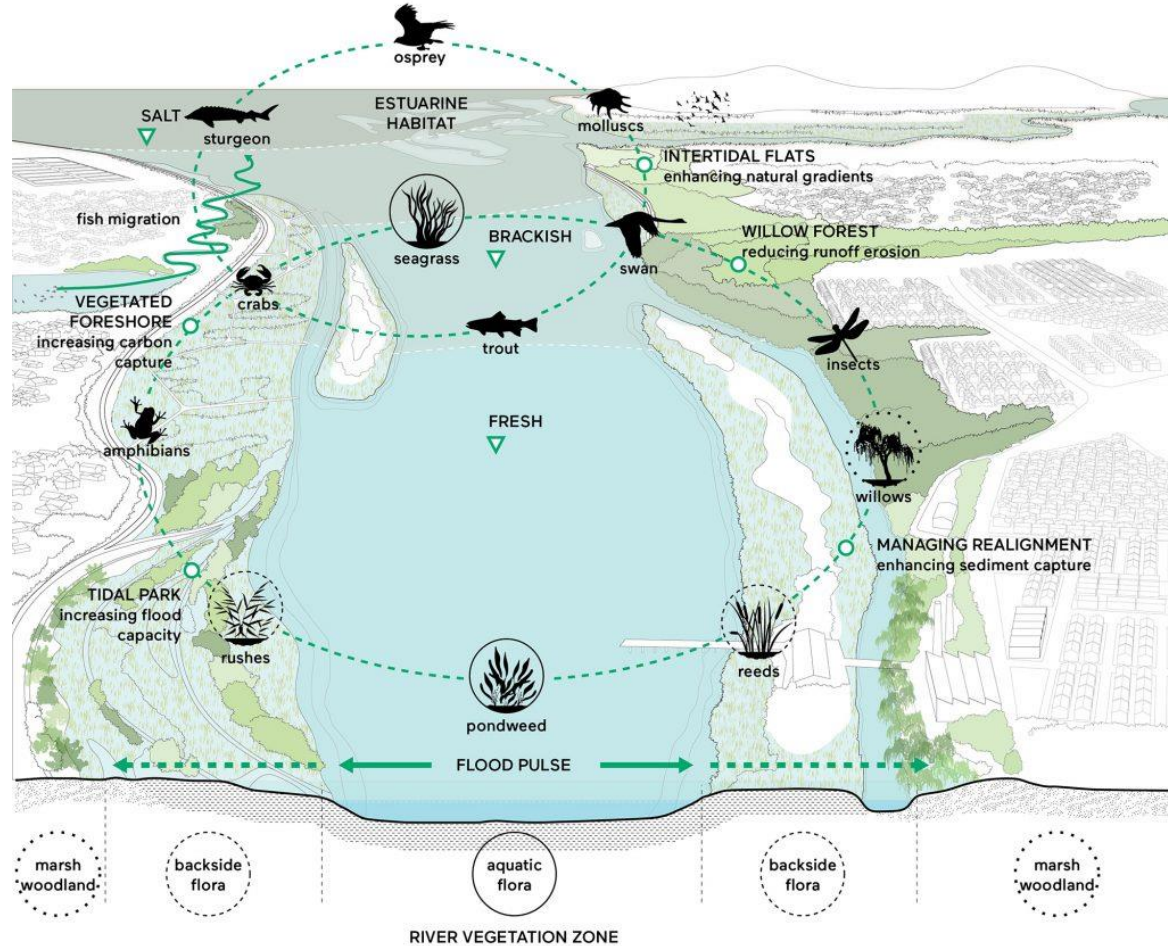 osprey
SALT
sturgeon
ESTUARINE
HABITAT
molluscs
INTERTIDAL FLATS
enhancing natural gradients
fish migration
seagrass
BRACKISH
swan
WILLOW FOREST
reducing runoff erosion
crabs
VEGETATED
FORESHORE
increasing carbon
capture
trout
insects
FRESH
amphibians
willows
MANAGING REALIGNMENT
enhancing sediment capture
TIDAL PARK
increasing flood
capacity
rushes
reeds
pondweed
FLOOD PULSE
marsh
woodland
backside
flora
aquatic
flora
backside
flora
marsh
woodland
RIVER VEGETATION ZONE